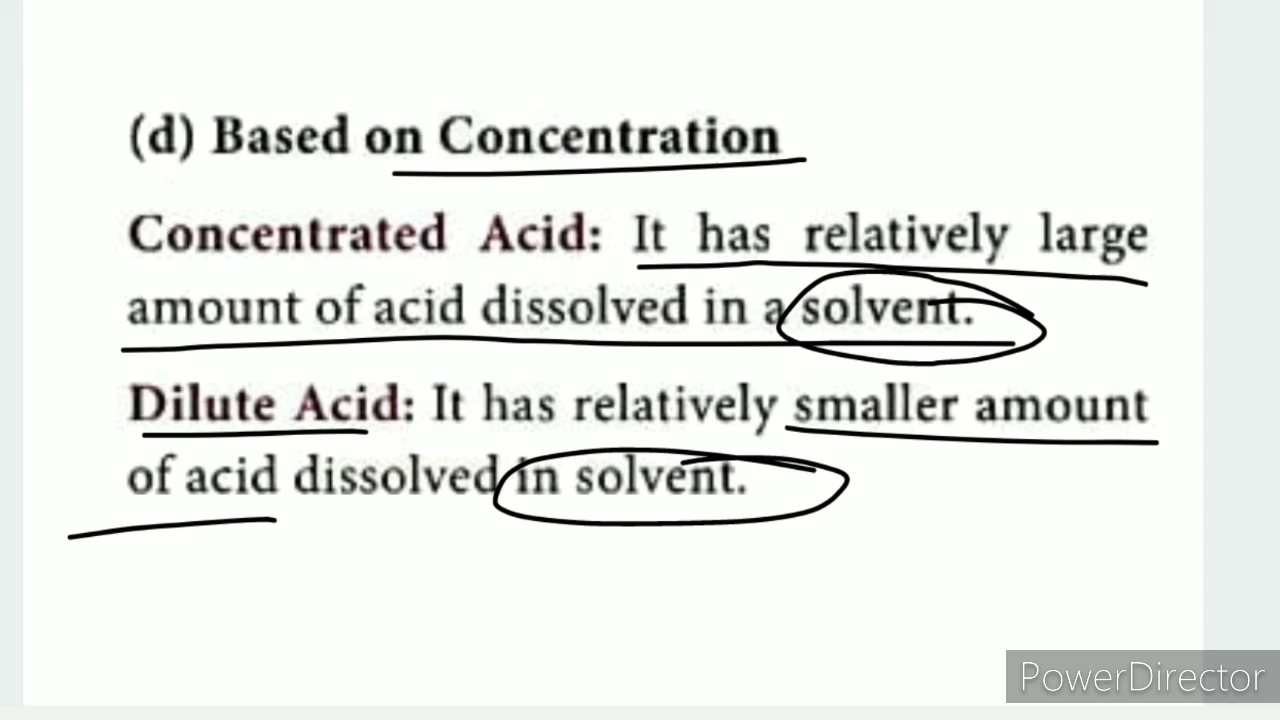 (d) Based on Concentration
Concentrated Acid: It has relatively large
amount of acid dissolved in a solvent.
Dilute Acid: It has relatively smaller amount
of acid dissolved in solvent.
PowerDirector